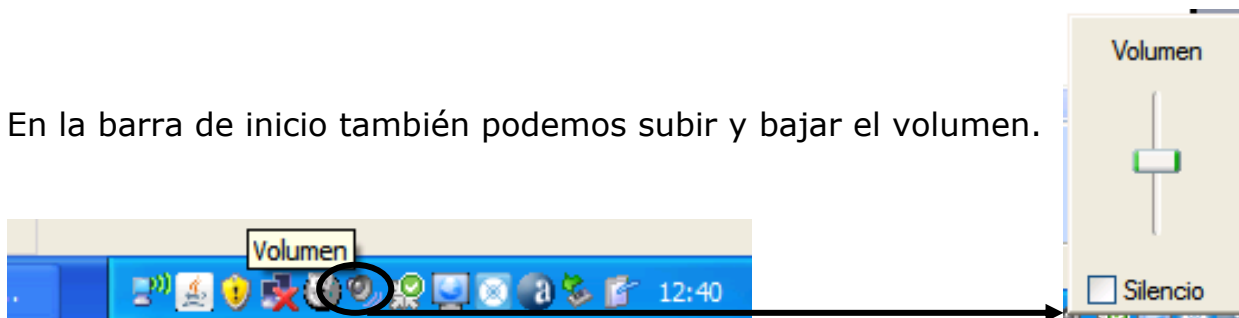 Volumen
En la barra de inicio también podemos subir y bajar el volumen.
Volumen
12:40
Silencio